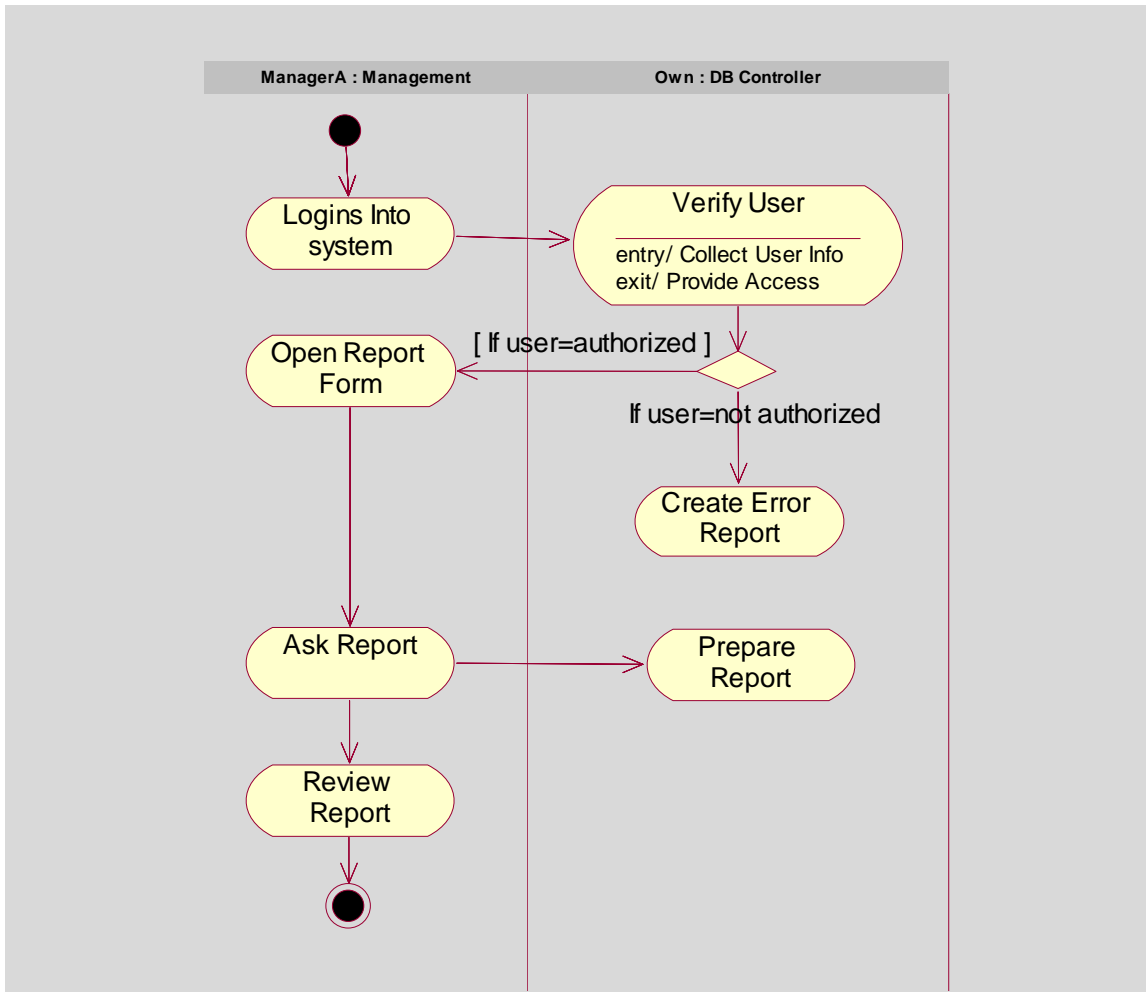 ManagerA : Management
Own : DB Controller
Logins Into
system
Verify User
entry/ Collect User Info
exit/ Provide Access
[ If user=authorized ]
Open Report
Form
If user=not authorized
Create Error
Report
Ask Report
Prepare
Report
Review
Report